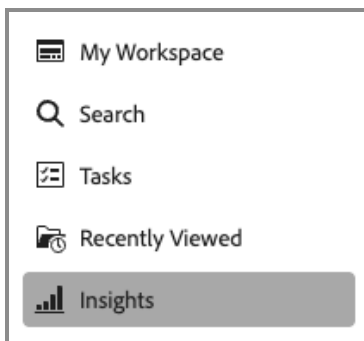 My Workspace
Search
Tasks
Recently Viewed
Insights